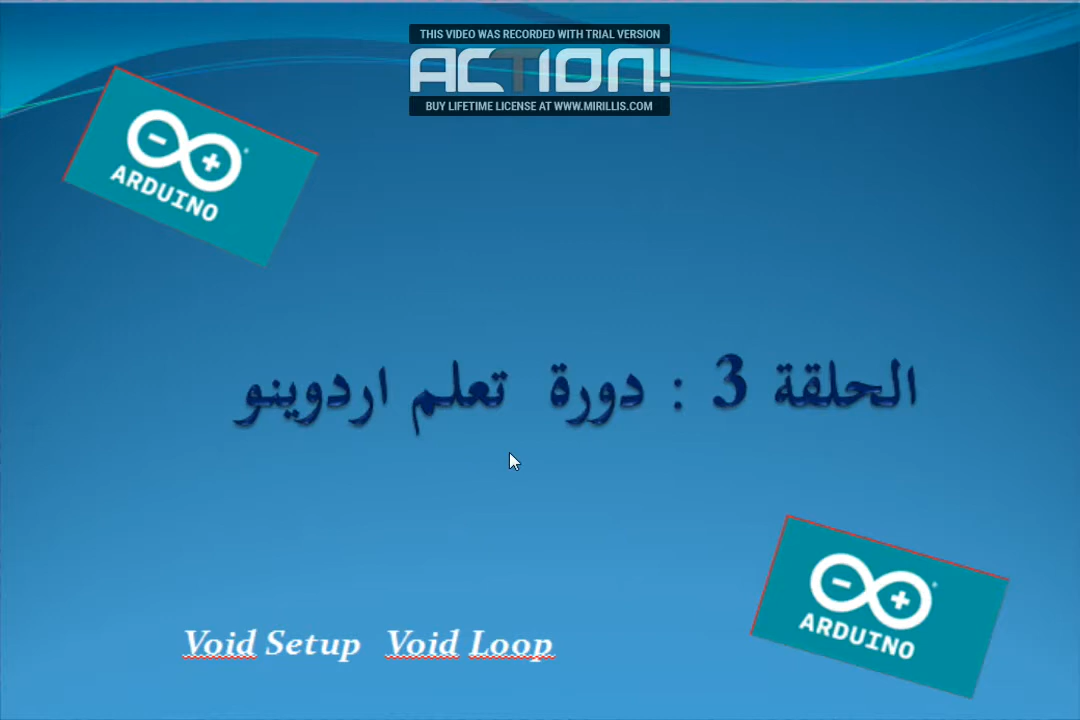 THIS VIDEO WAS RECORDED WITH TRIAL VERSION
ACTION!
BUY LIFETIME LICENSE AT WWW.MIRILLIS.COM
ARDUINO
الحلقة 3 : دورة تعلم اردوينو
ARDUINO
Void Setup Void Loop